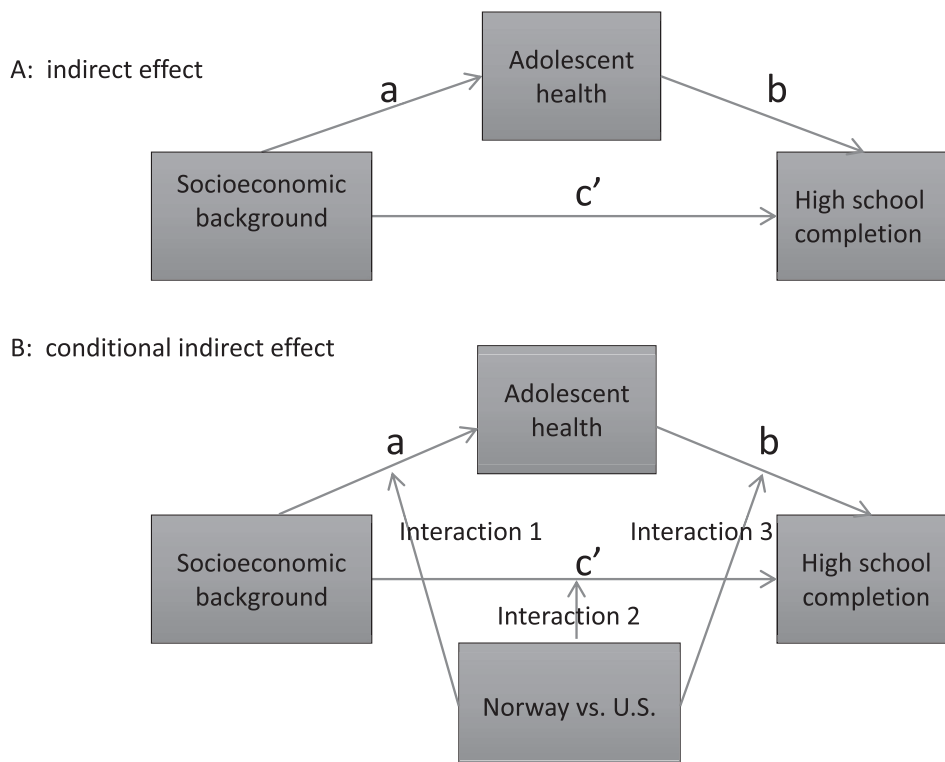 A: indirect effect
Adolescent
health
a
b
Socioeconomic
background
c’
High school
completion
B: conditional indirect effect
Adolescent
health
a
b
Interaction 1
Interaction 3
Socioeconomic
background
c’
High school
completion
Interaction 2
Norway vs. U.S.